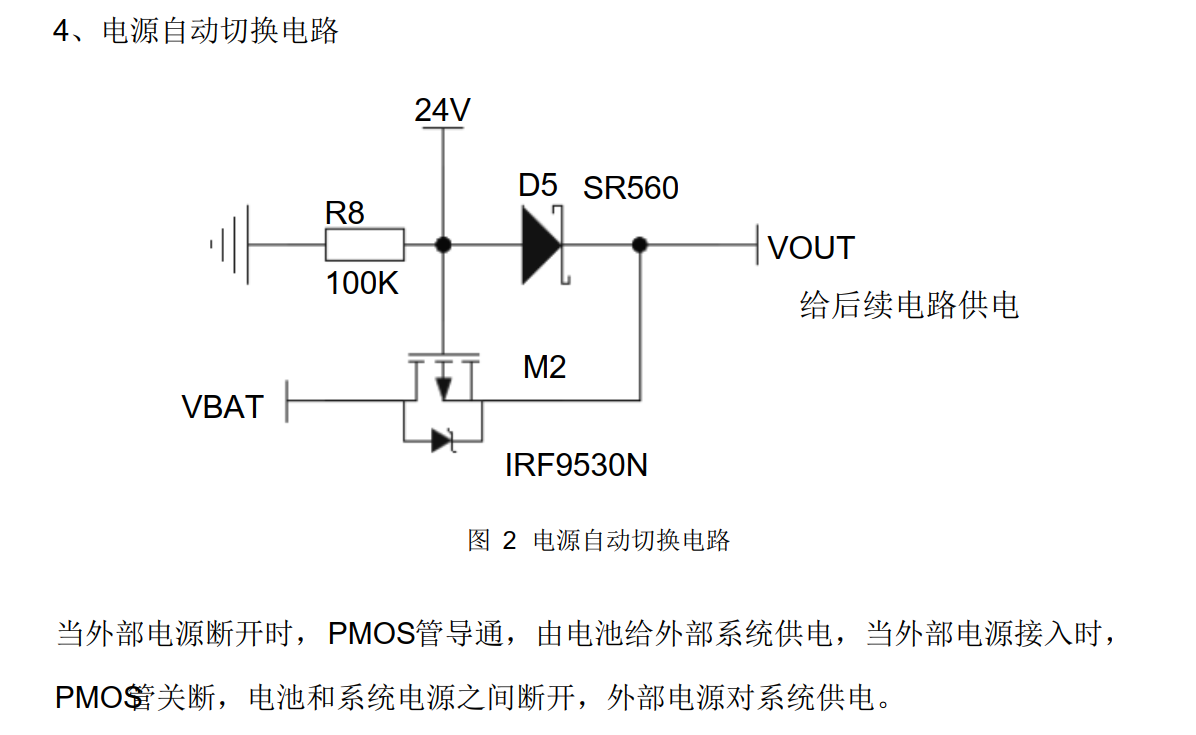 4、电源自动切换电路
24V
D5 SR560
R8
100K
VOUT
给后续电路供电
M2
VBAT
IRF9530N
图 2 电源自动切换电路
当外部电源断开时，PMOS管导通，由电池给外部系统供电，当外部电源接入时，
PMOS管关断，电池和系统电源之间断开，外部电源对系统供电。